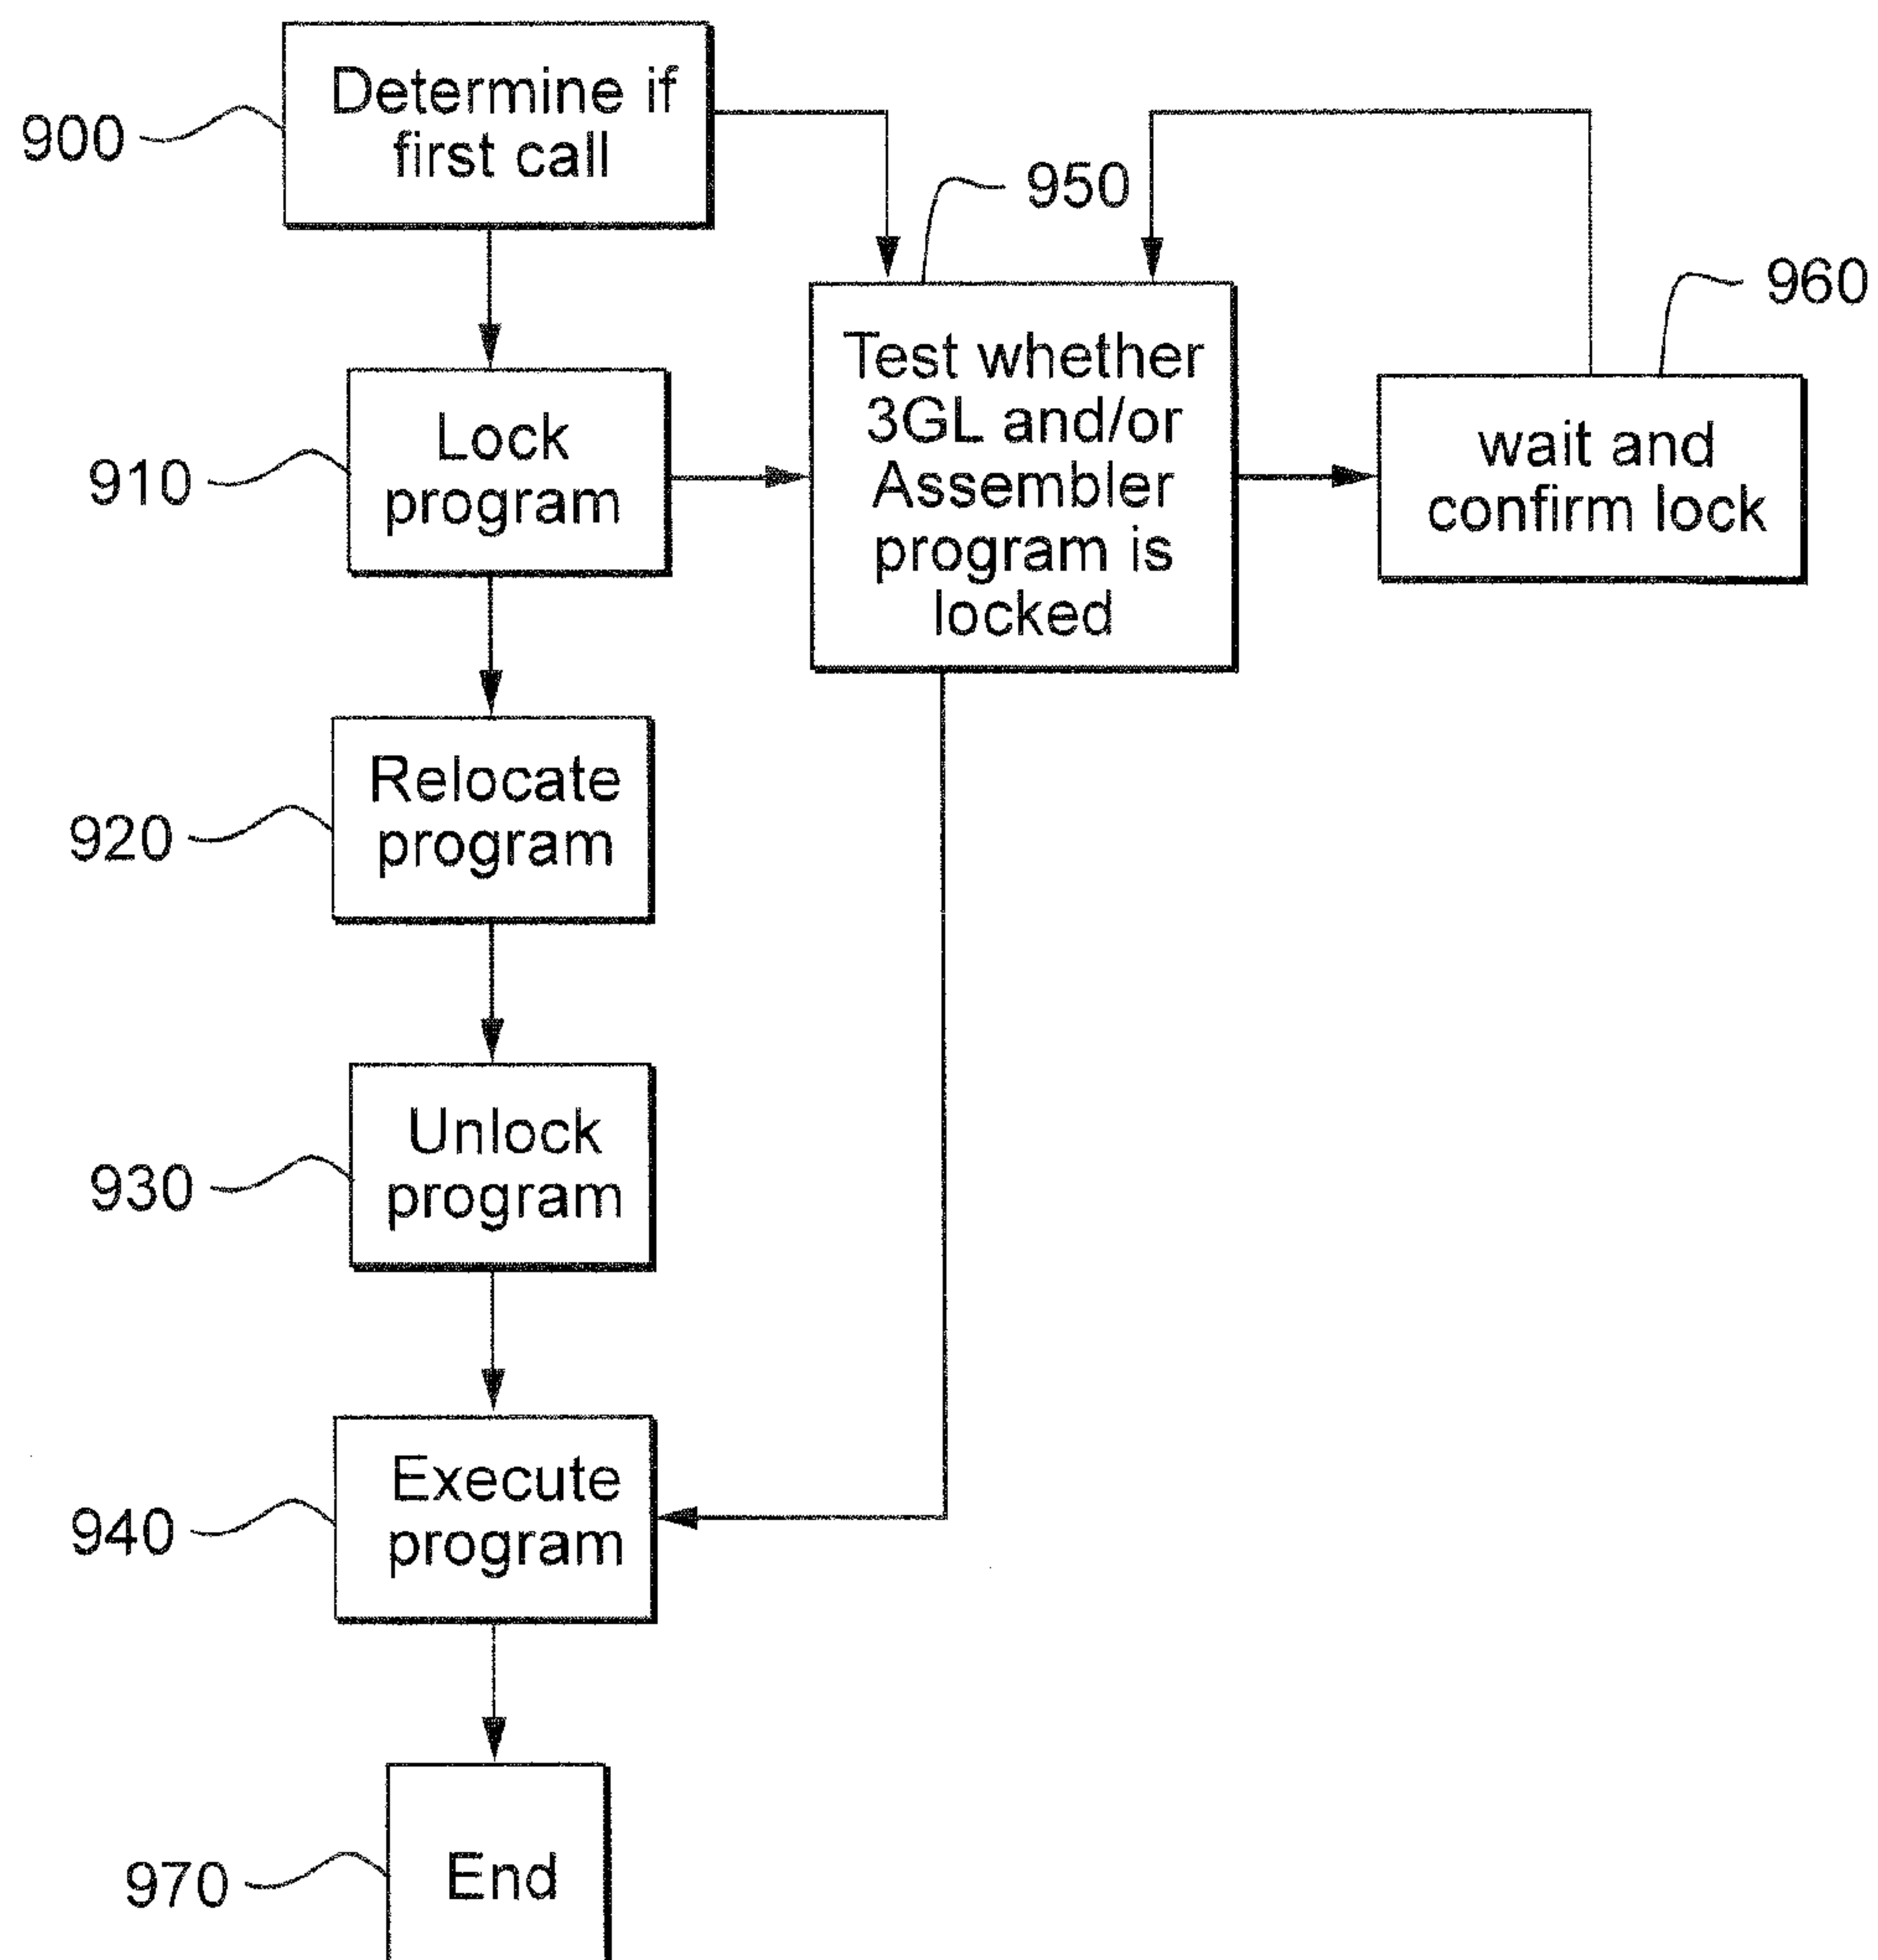 Determine if
first call
900
950
960
Test whether
3GL and/or
Assembler
program is
locked
wait and
confirm lock
Lock
program
910
Relocate
program
920
Unlock
program
930
Execute
program
940
End
970